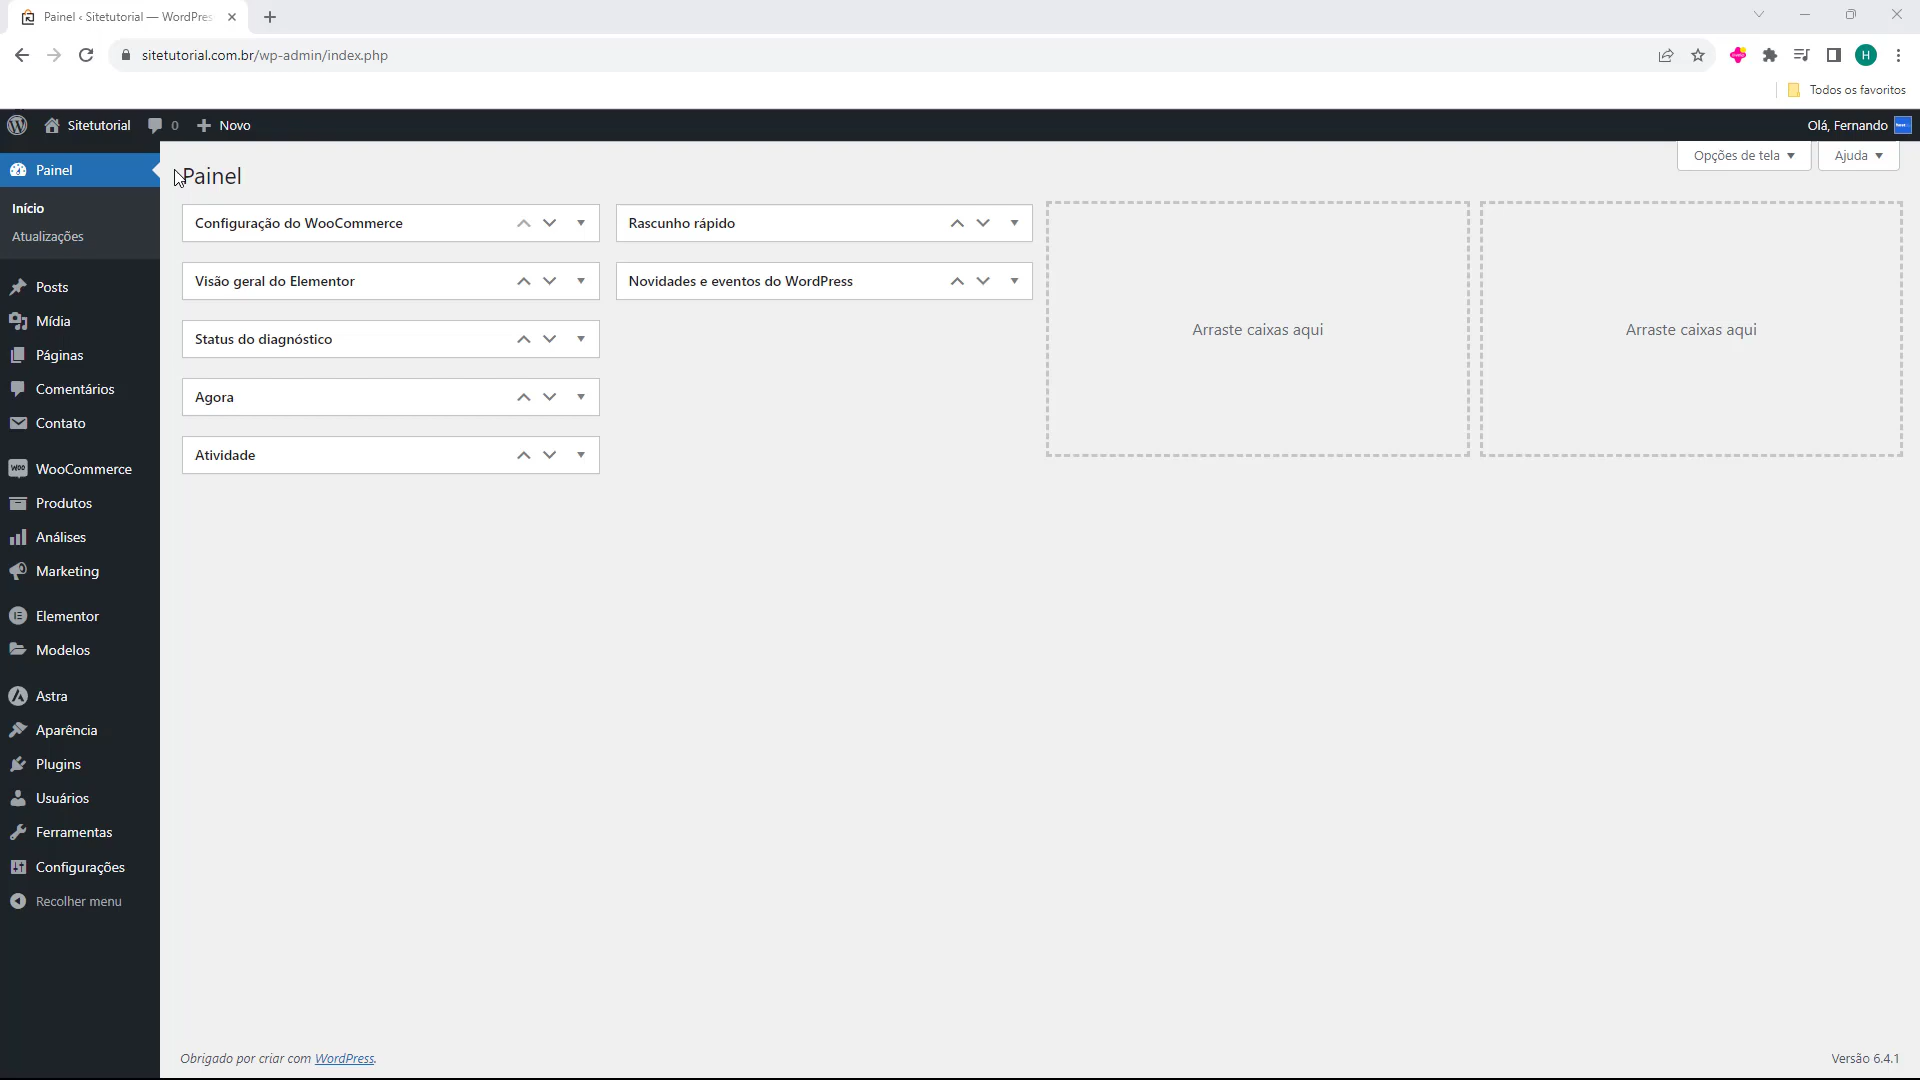 Painel ‹ Sitetutorial — WordPres
sitetutorial.com.br/wp-admin/index.php
H
Todos os favoritos
Sitetutorial
0
Novo
Olá, Fernando
Painel
Início
Atualizações
Posts
Mídia
Páginas
Comentários
Contato
WOO WooCommerce
Produtos
Análises
Marketing
Elementor
Modelos
Astra
Aparência
Plugins
Usuários
Ferramentas
Configurações
Recolher menu
Opções de tela
Ajuda
Painel
Configuração do WooCommerce
Visão geral do Elementor
Status do diagnóstico
Agora
Atividade
Rascunho rápido
Novidades e eventos do WordPress
Arraste caixas aqui
Arraste caixas aqui
Obrigado por criar com WordPress.
Versão 6.4.1